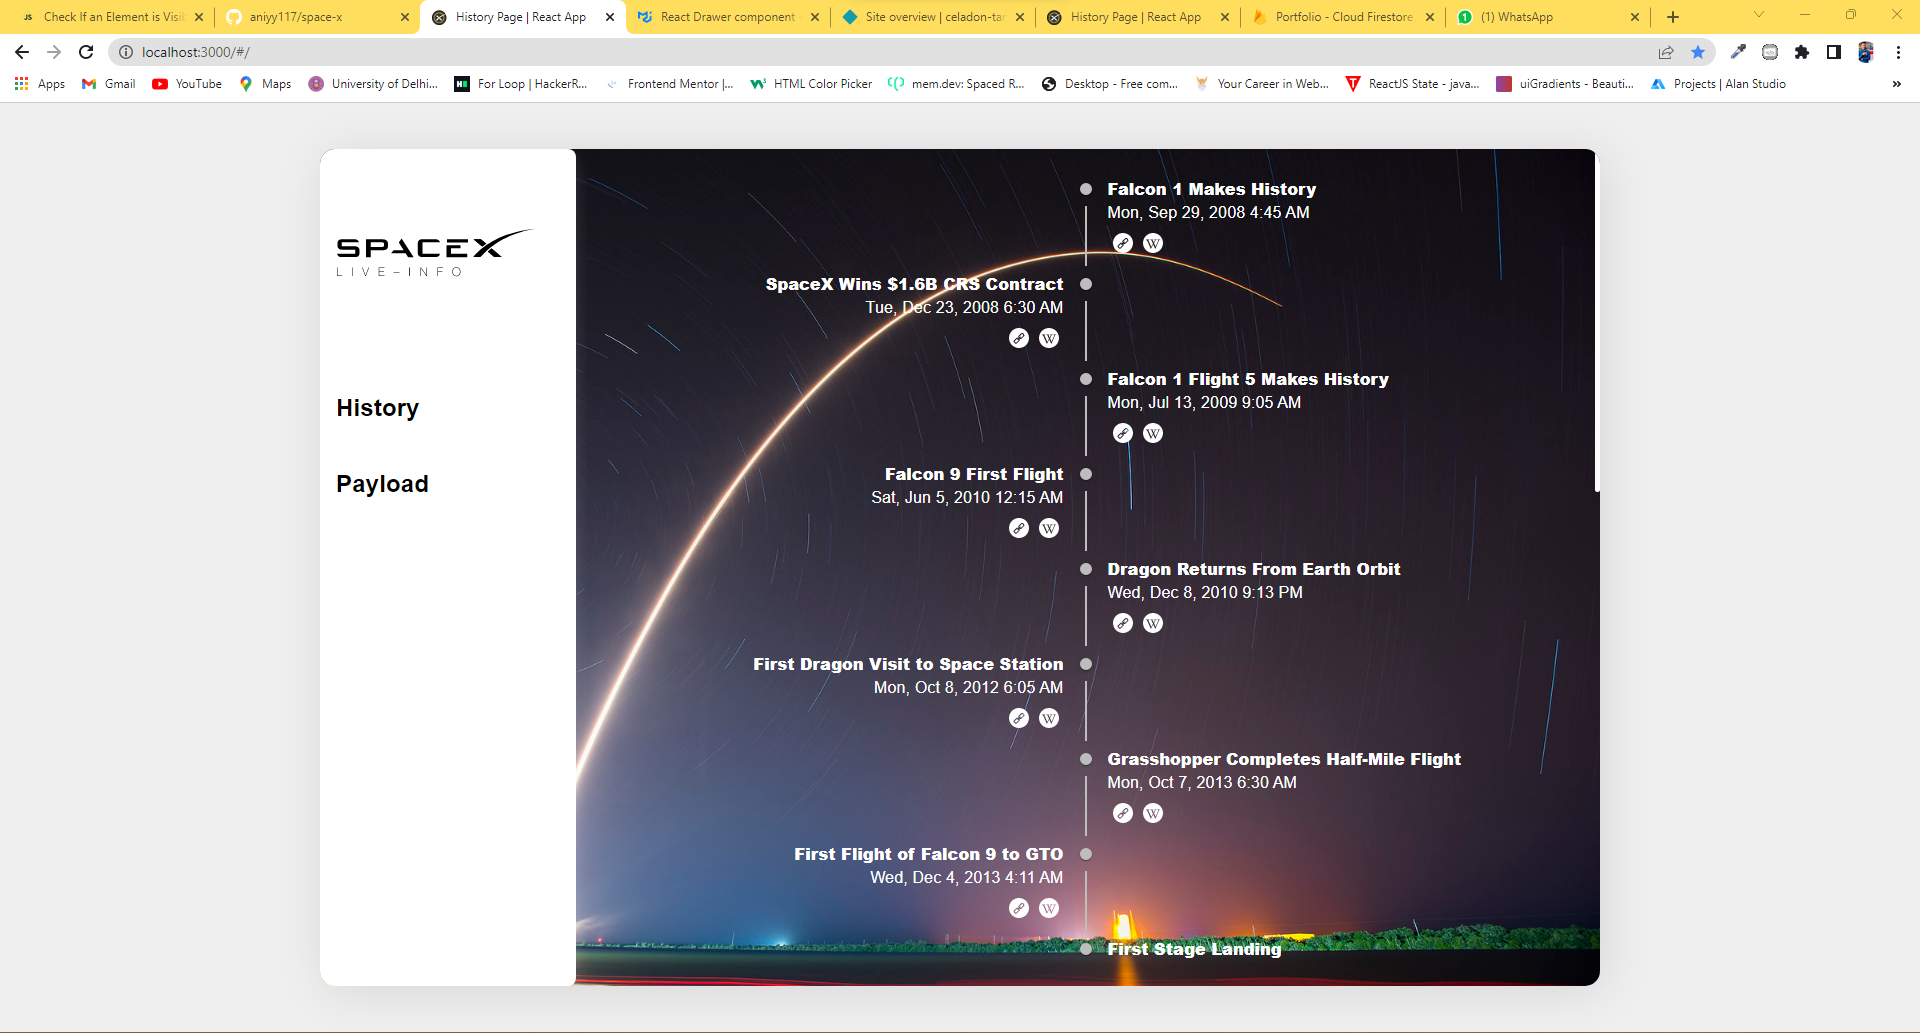 Check If an Element is Visib
aniyy117/space-x
History Page | React App
React Drawer component
Site overview | celadon-tar
History Page | React App
Portfolio - Cloud Firestore
1
(1) WhatsApp
localhost:3000/#/
Apps
Gmail
YouTube
Maps
University of Delhi...
For Loop | HackerR...
Frontend Mentor |...
HTML Color Picker
mem.dev: Spaced R...
Desktop - Free com...
Your Career in Web...
ReactJS State - java...
uiGradients - Beauti...
Projects | Alan Studio
SPACEX
LIVE-INFO
History
Payload
Falcon 1 Makes History
Mon, Sep 29, 2008 4:45 AM
W
SpaceX Wins $1.6B CRS Contract
Tue, Dec 23, 2008 6:30 AM
W
Falcon 1 Flight 5 Makes History
Mon, Jul 13, 2009 9:05 AM
W
Falcon 9 First Flight
Sat, Jun 5, 2010 12:15 AM
W
Dragon Returns From Earth Orbit
Wed, Dec 8, 2010 9:13 PM
W
First Dragon Visit to Space Station
Mon, Oct 8, 2012 6:05 AM
W
Grasshopper Completes Half-Mile Flight
Mon, Oct 7, 2013 6:30 AM
W
First Flight of Falcon 9 to GTO
Wed, Dec 4, 2013 4:11 AM
W
First Stage Landing